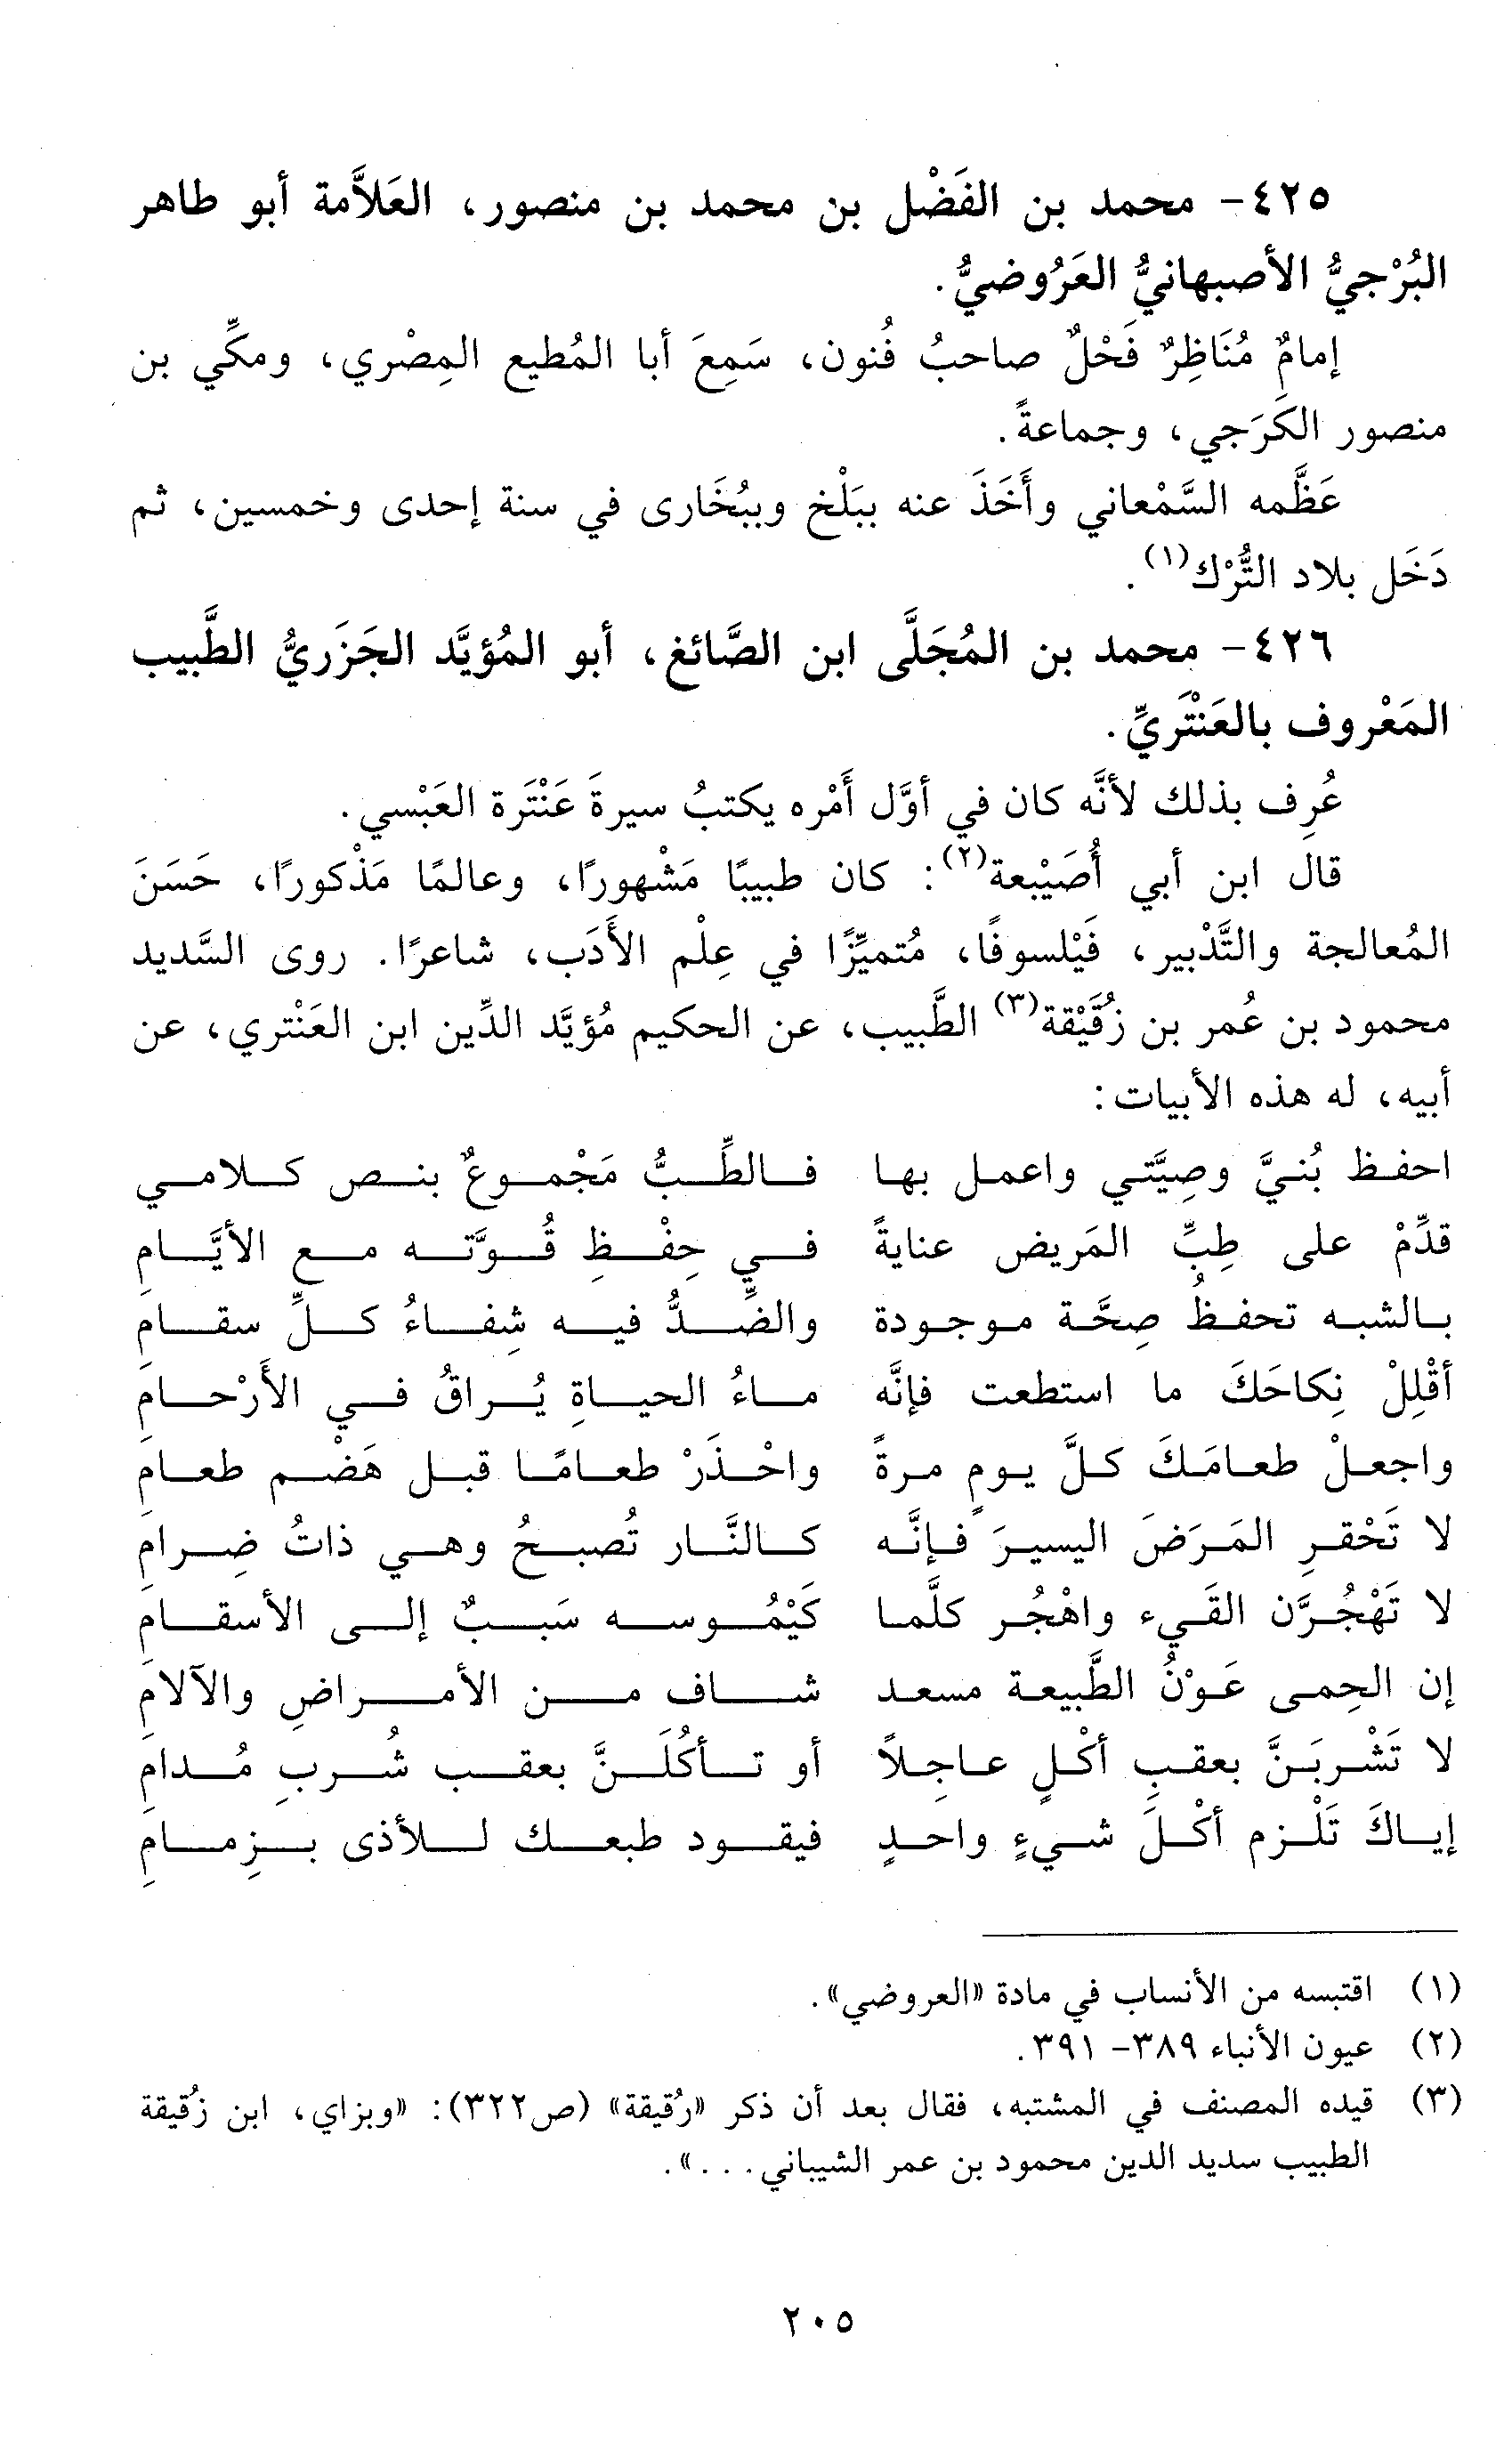 ٤٢٥- محمد بن الفَضْل بن محمد بن منصور، العَلاَّمة أبو طاهر
البُرْجيُّ الأصبهانيُّ العَرُوضيُّ.
إمامٌ مُنَاظِرٌ فَحْلٌ صاحبُ فُنون، سَمِعَ أبا المُطيع المِصْري، ومكِّي بن
منصور الكَرَجي، وجماعةً.
عَظَّمه السَّمْعاني وأَخَذَ عنه ببَلْخ وببُخَارى في سنة إحدى وخمسين، ثم
دَخَل بلاد التُّرْك(١).
٤٢٦- محمد بن المُجَلَّى ابن الصَّائغ، أبو المُؤيَّد الجَزَريُّ الطَّبيب
المَعْروف بالعَنْتَريِّ.
عُرِف بذلك لأنَّه كان في أوَّل أَمْره يكتبُ سيرةَ عَنْتَرة العَبْسي.
قال ابن أبي أُصَيْبعة(٢): كان طبيبًا مَشْهورًا، وعالمًا مَذْكورًا، حَسَنَ
المُعالجة والتَّدْبير، فَيْلسوفًا، مُتميِّزًا في عِلْم الأَدَب، شاعرًا. روى السَّديد
محمود بن عُمر بن زُقَيْقة(٣) الطَّبيب، عن الحكيم مُؤيَّد الدِّين ابن العَنْتري، عن
أبيه، له هذه الأبيات:
احفظ بُنيَّ وصِيَّتي واعمل بها فالطِّبُّ مَجْموعٌ بنص كلامي
قدِّمْ على طِبِّ المَريض عنايةً في حِفْظِ قُوَّته مع الأيَّامِ
بالشبه تحفظُ صِحَّة موجودة والضِّدُّ فيه شِفاءُ كلِّ سقامِ
أقْلِلْ نِكاحَكَ ما استطعت فإنَّه ماءُ الحياةِ يُراقُ في الأَرْحامِ
واجعلْ طعامَكَ كلَّ يومٍ مرةً واحْذَرْ طعامًا قبل هَضْم طعامِ
لا تَحْقرِ المَرَضَ اليسيرَ فإنَّه كالنَّار تُصبحُ وهي ذاتُ ضِرامِ
لا تَهْجُرَّن القَيء واهْجُر كلَّما كَيْمُوسه سَببٌ إلى الأسقامِ
إن الحِمى عَوْنُ الطَّبيعة مسعد شاف من الأمراضِ والآلامِ
لا تَشْربَنَّ بعقبِ أكْلٍ عاجِلاً أو تأكُلَنَّ بعقب شُربِ مُدامِ
إياكَ تَلْزم أكْلَ شيءٍ واحدٍ فيقود طبعك للأذى بزِمامِ
(١) اقتبسه من الأنساب في مادة «العروضي».
(٢) عيون الأنباء ٣٨٩- ٣٩١.
(٣) قيده المصنف في المشتبه، فقال بعد أن ذكر «رُقيقة» (ص٣٢٢): «وبزاي، ابن زُقيقة
الطبيب سديد الدين محمود بن عمر الشيباني...».
٢٠٥